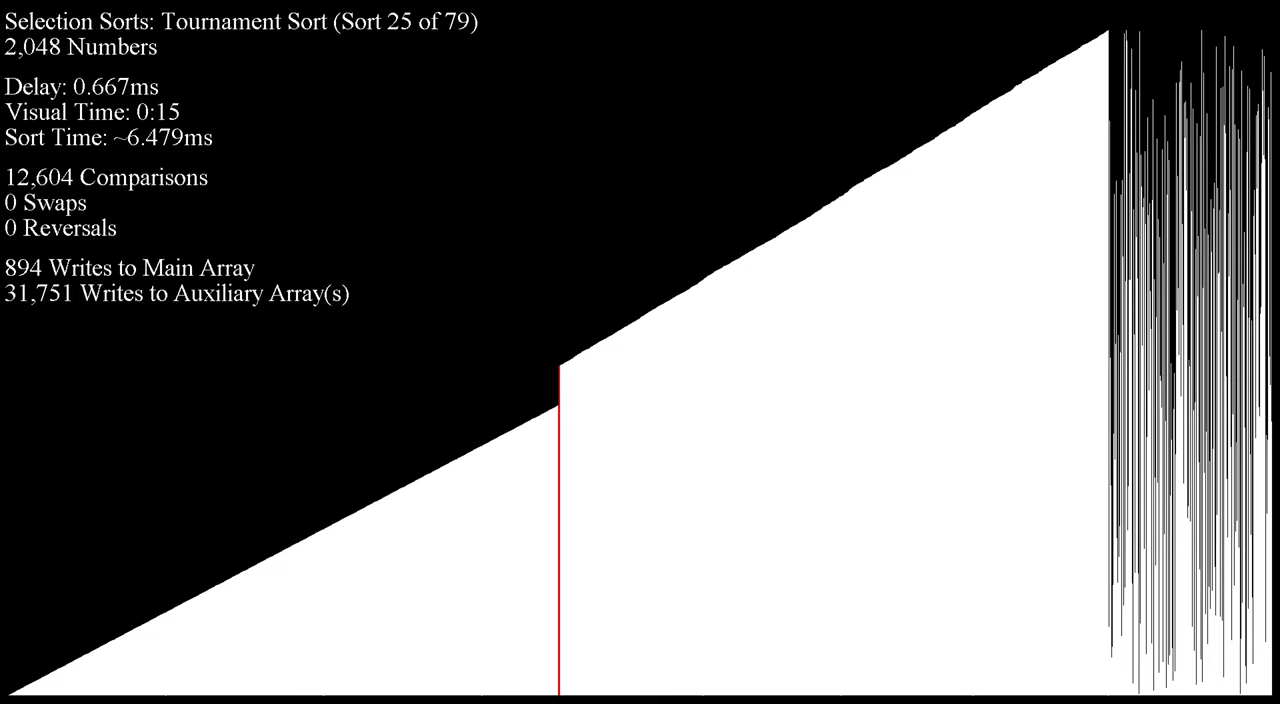 Selection Sorts: Tournament Sort (Sort 25 of 79)
2,048 Numbers
Delay: 0.667ms
Visual Time: 0:15
Sort Time: ~6.479ms
12,604 Comparisons
0 Swaps
0 Reversals
894 Writes to Main Array
31,751 Writes to Auxiliary Array(s)